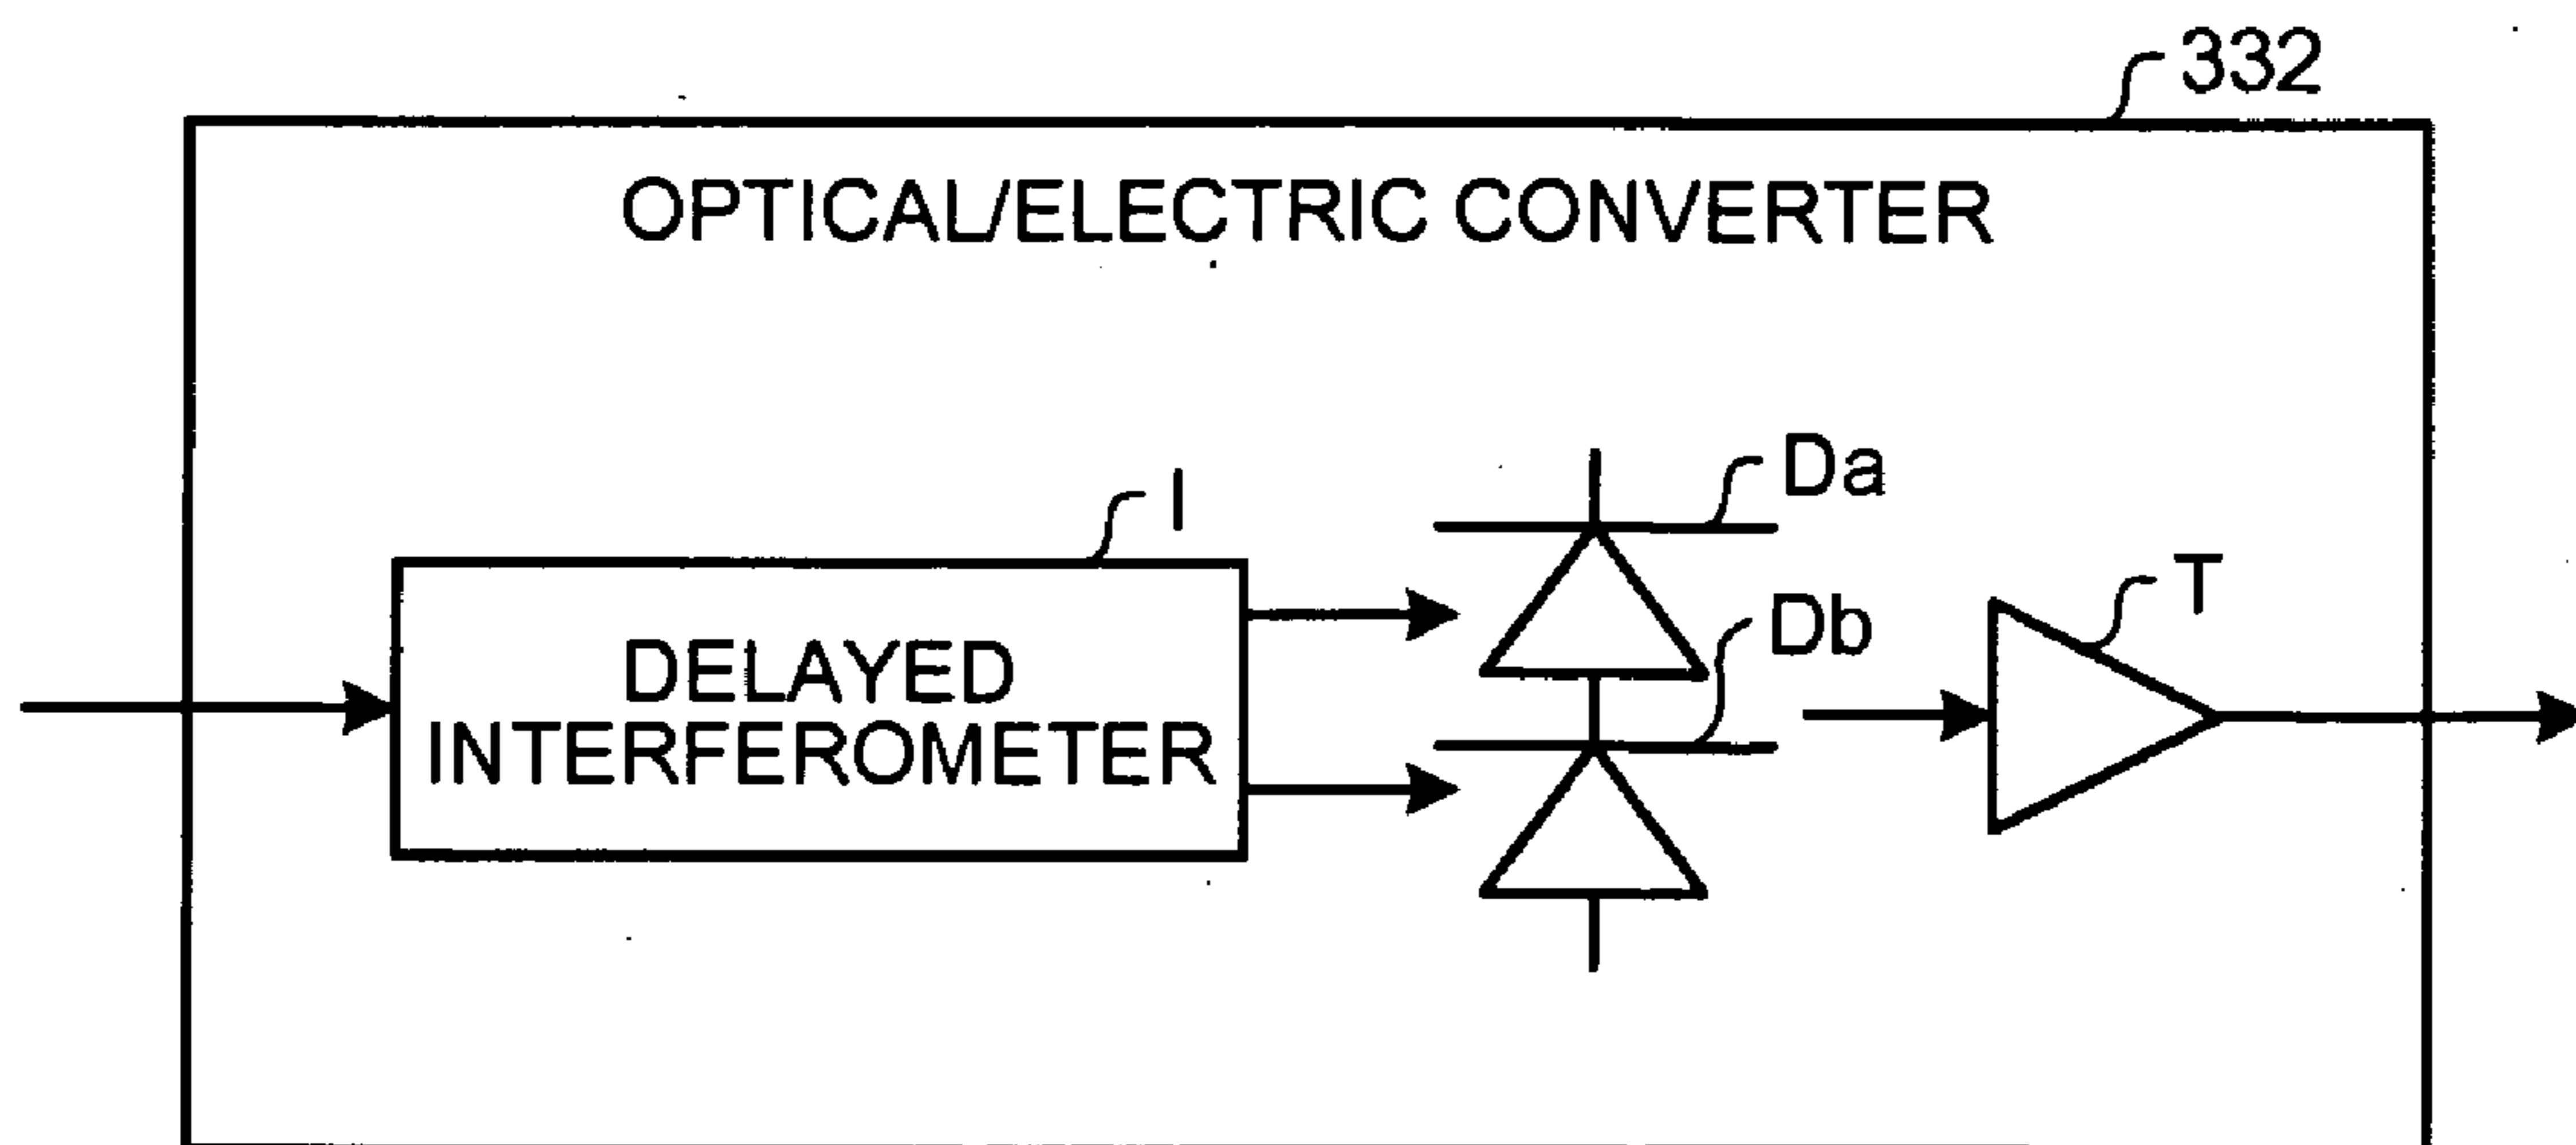 332
OPTICAL/ELECTRIC CONVERTER
Da
I
T
Db
DELAYED
INTERFEROMETER